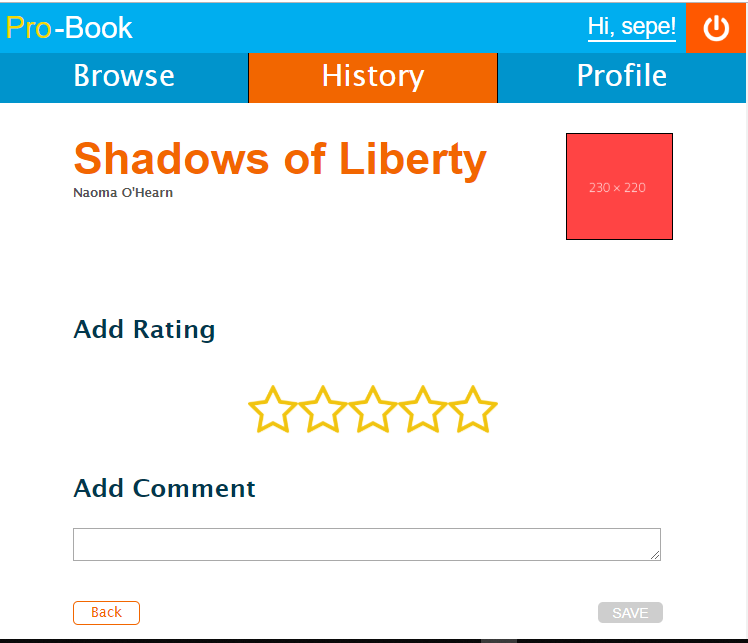 Pro-Book
Hi, sepe!
Browse
History
Profile
Shadows of Liberty
Naoma O'Hearn
230 × 220
Add Rating
Add Comment
Back
SAVE